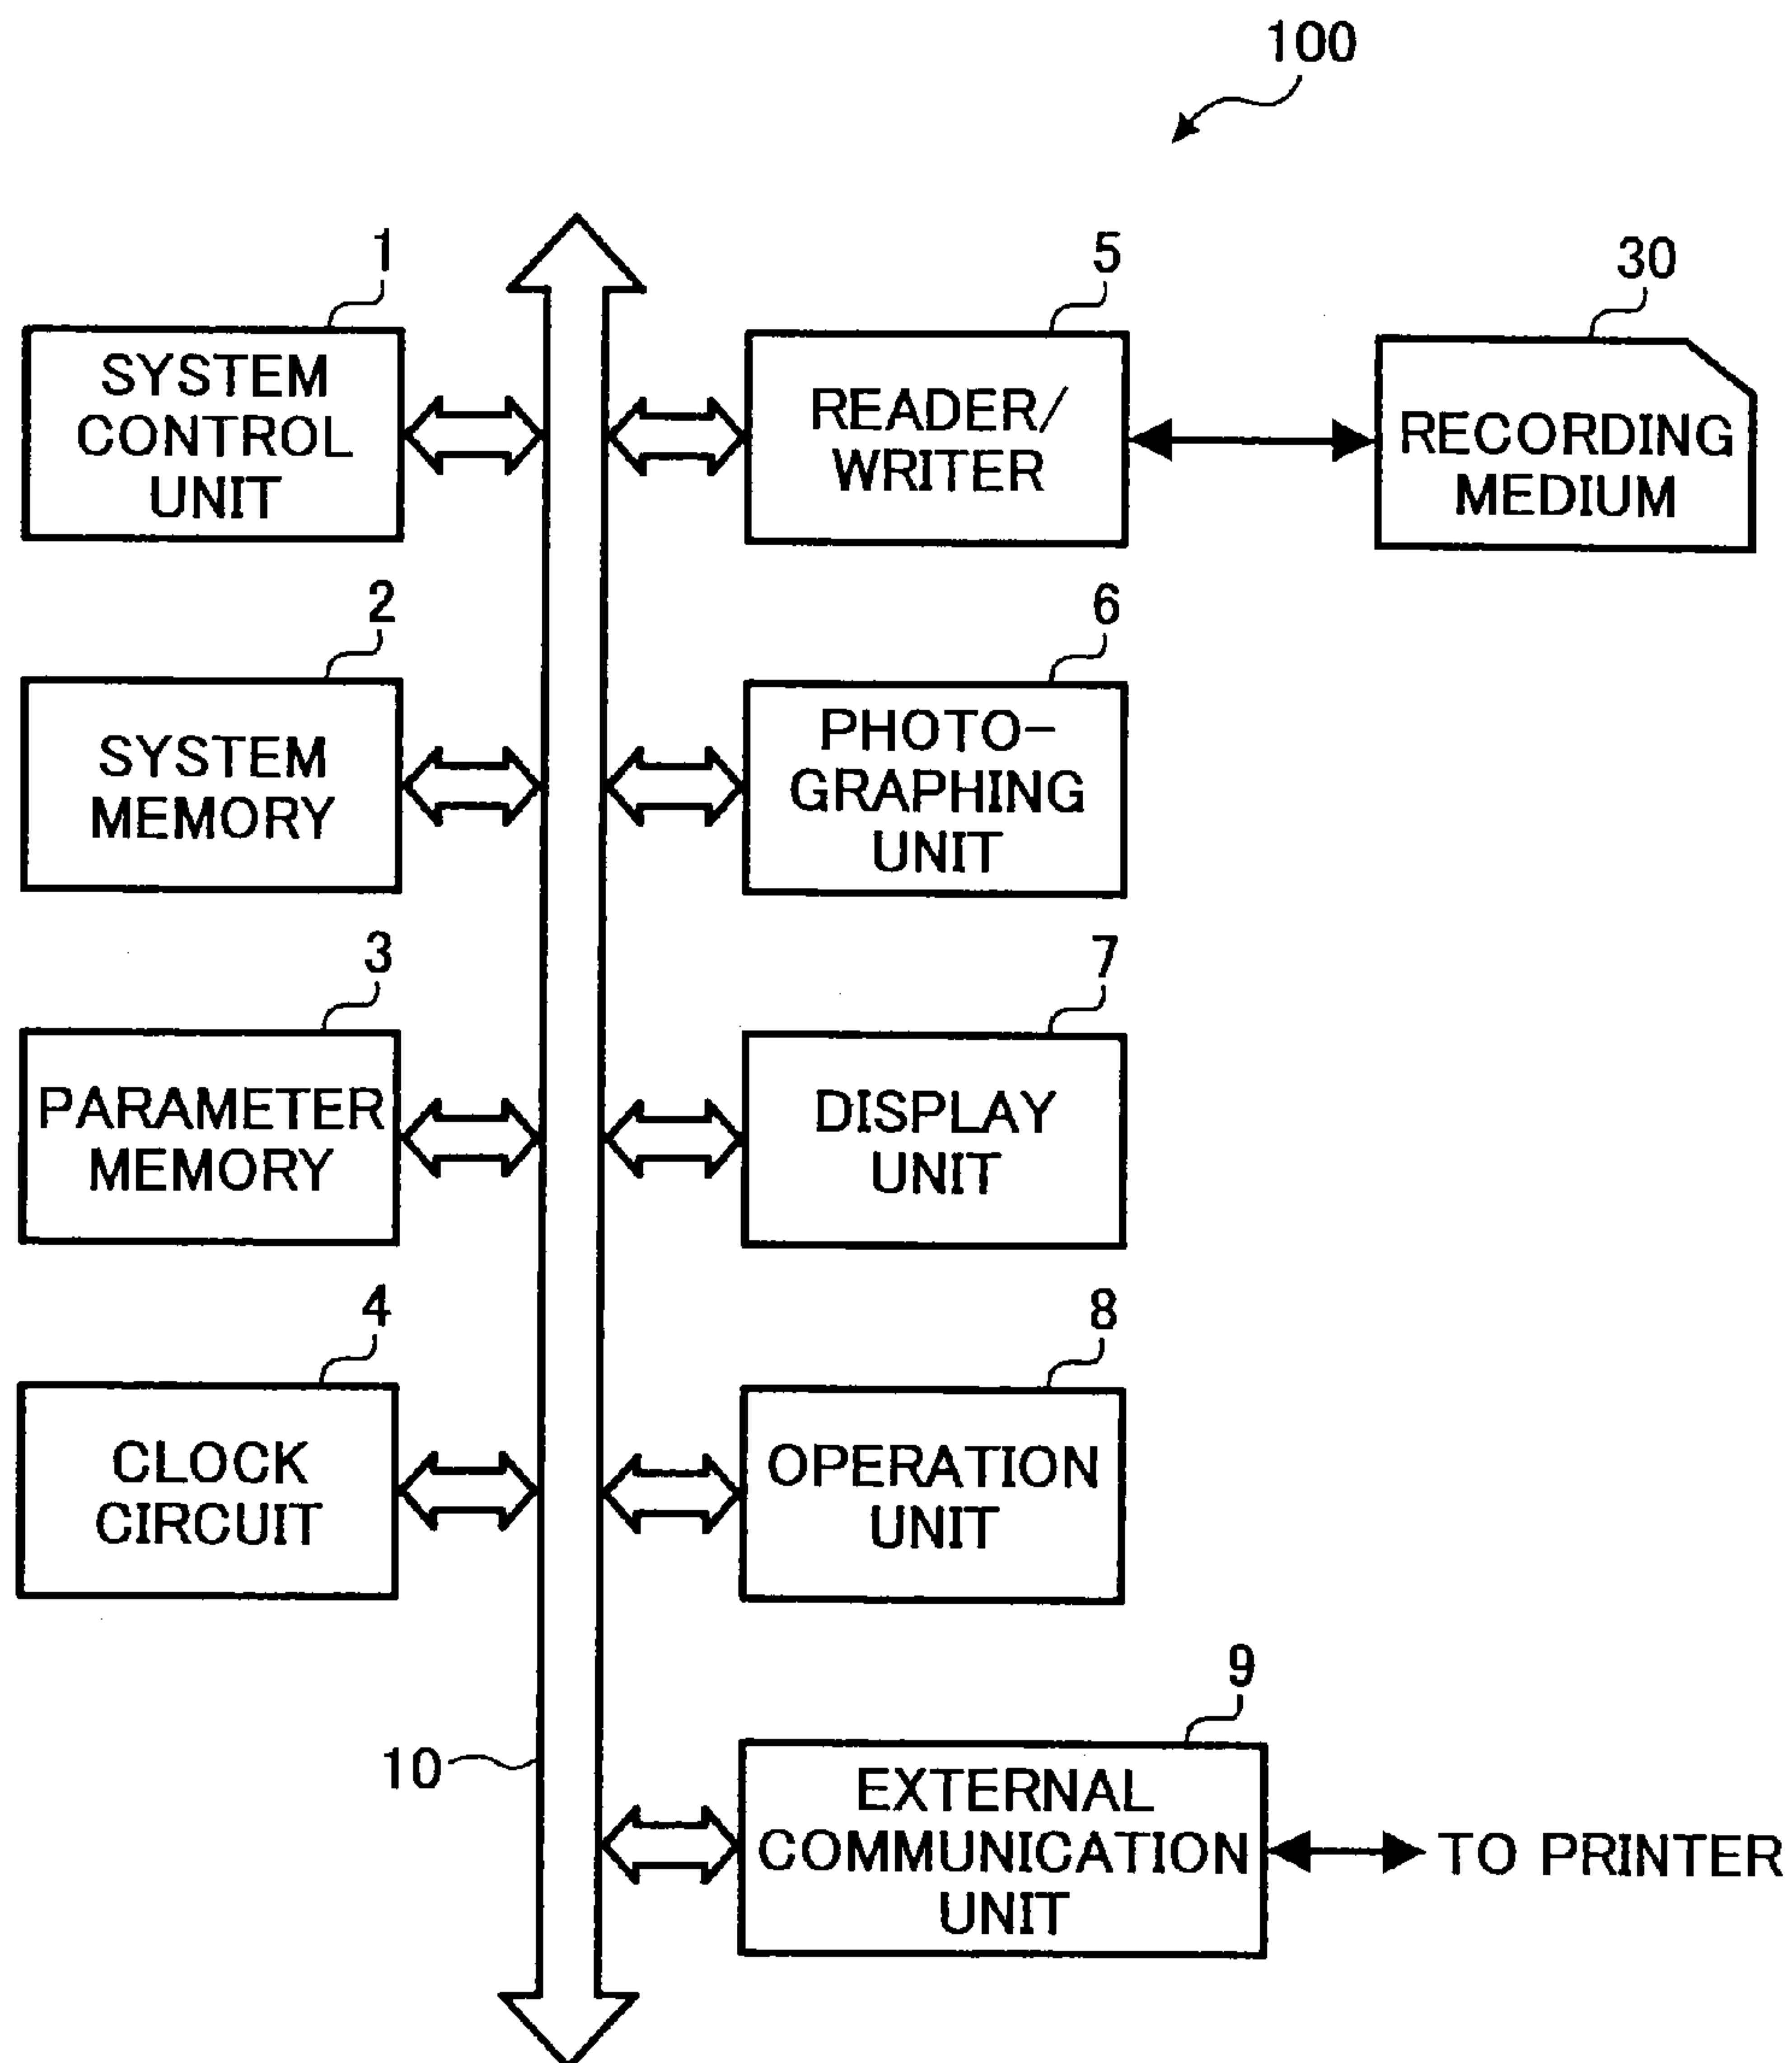 100
1
SYSTEM
CONTROL
UNIT
5
READER/
WRITER
30
RECORDING
MEDIUM
2
SYSTEM
MEMORY
6
PHOTO-
GRAPHING
UNIT
3
PARAMETER
MEMORY
7
DISPLAY
UNIT
4
CLOCK
CIRCUIT
8
OPERATION
UNIT
10
9
EXTERNAL
COMMUNICATION
UNIT
TO PRINTER